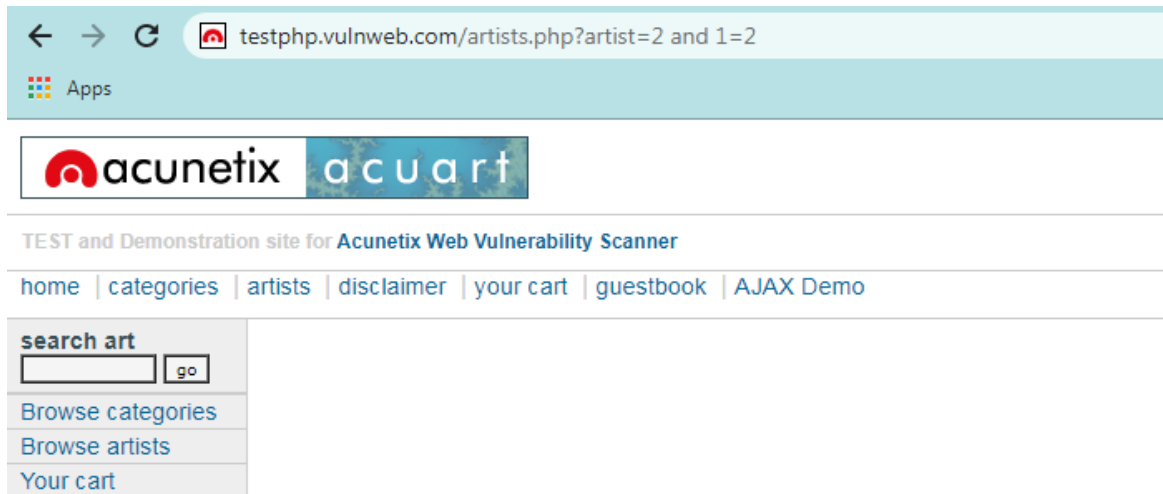 testphp.vulnweb.com/artists.php?artist=2 and 1=2
Apps
acunetix acuart
TEST and Demonstration site for Acunetix Web Vulnerability Scanner
home | categories | artists | disclaimer | your cart | guestbook | AJAX Demo
search art
go
Browse categories
Browse artists
Your cart